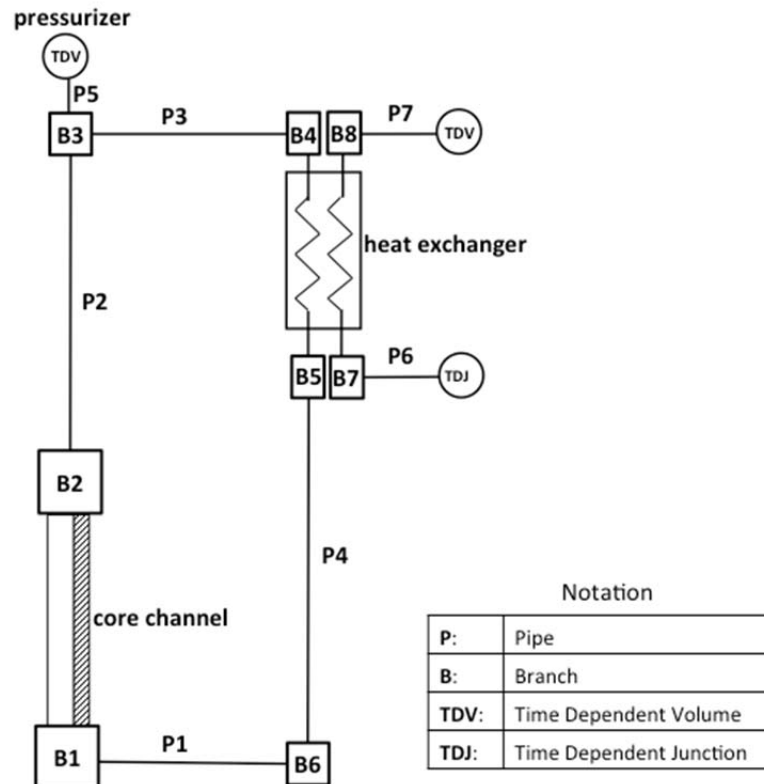 pressurizer
TDV
P5
B3
P3
B4
B8
P7
TDV
heat exchanger
P2
B5
B7
P6
TDJ
B2
P4
core channel
B1
P1
B6
Notation
P: Pipe
B: Branch
TDV: Time Dependent Volume
TDJ: Time Dependent Junction